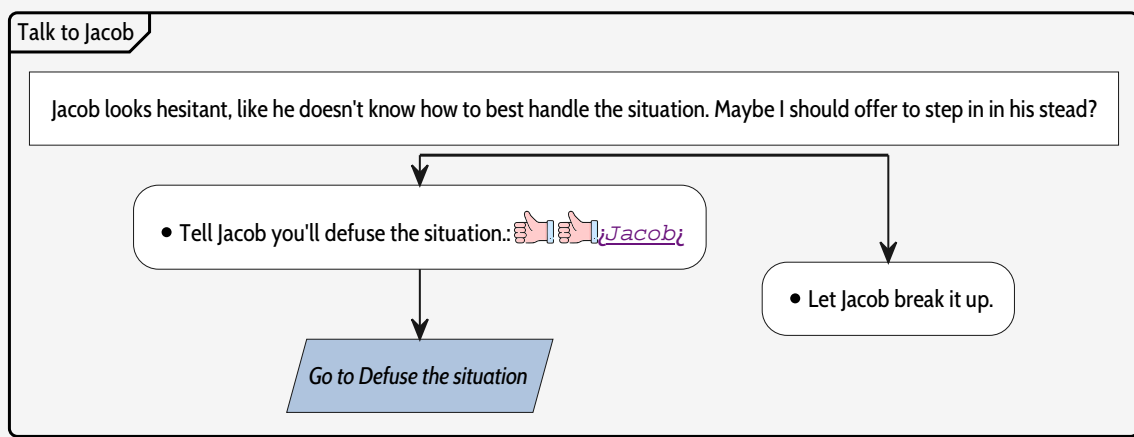 Talk to Jacob
Jacob looks hesitant, like he doesn't know how to best handle the situation. Maybe I should offer to step in in his stead?
• Tell Jacob you'll defuse the situation.: ¿Jacob¿
• Let Jacob break it up.
Go to Defuse the situation